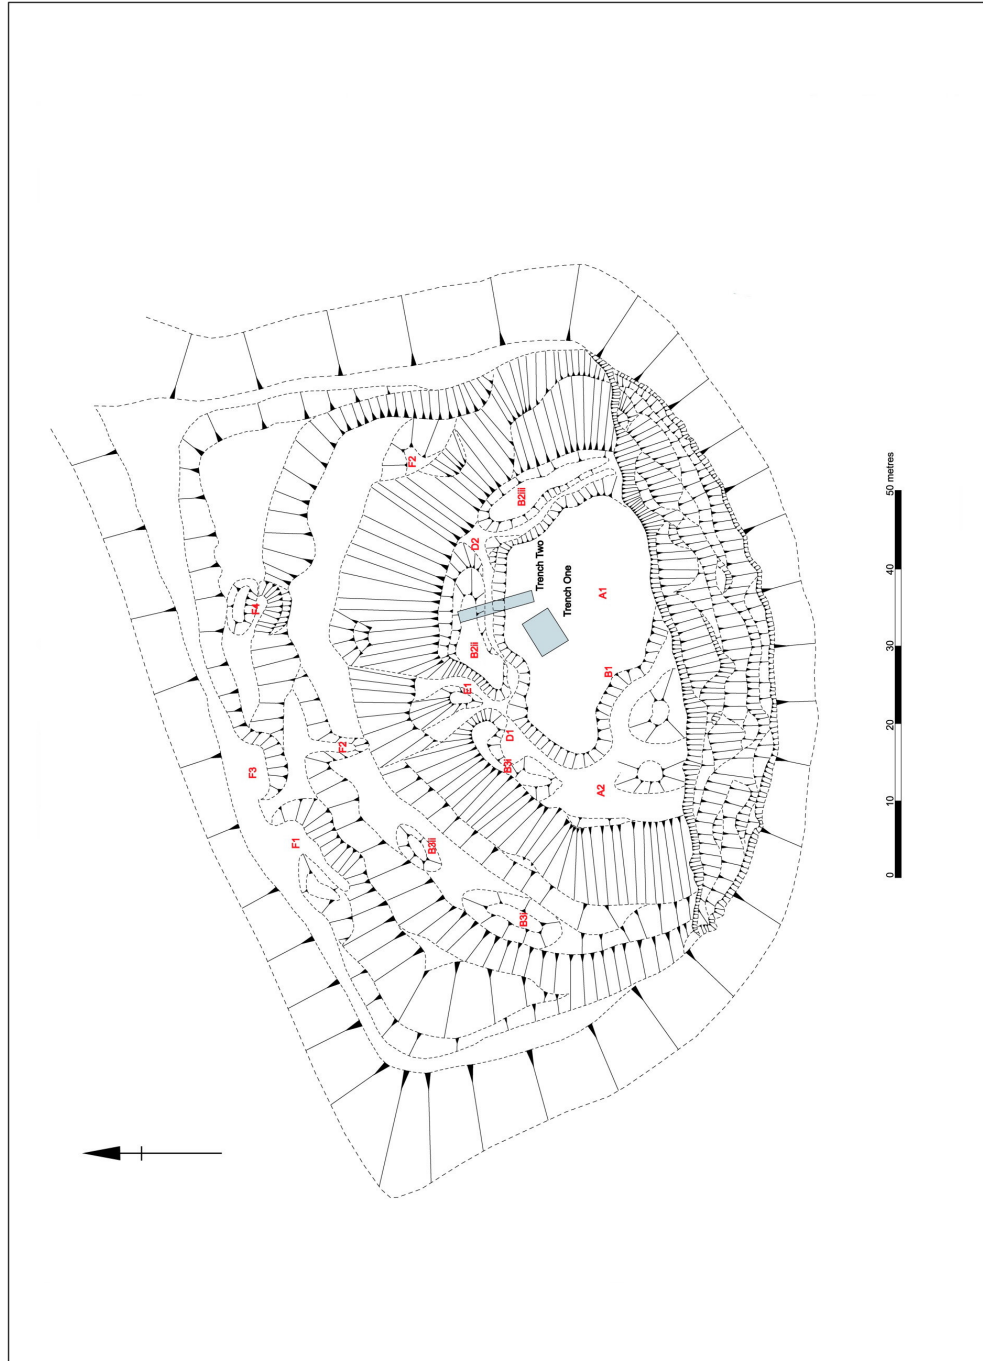 F4
F2
F3
F2
F1
B3ii
B3i
E1
D1
B3i
B2ii
D2
B2iii
Trench Two
Trench One
A1
B1
A2
0 10 20 30 40 50 metres